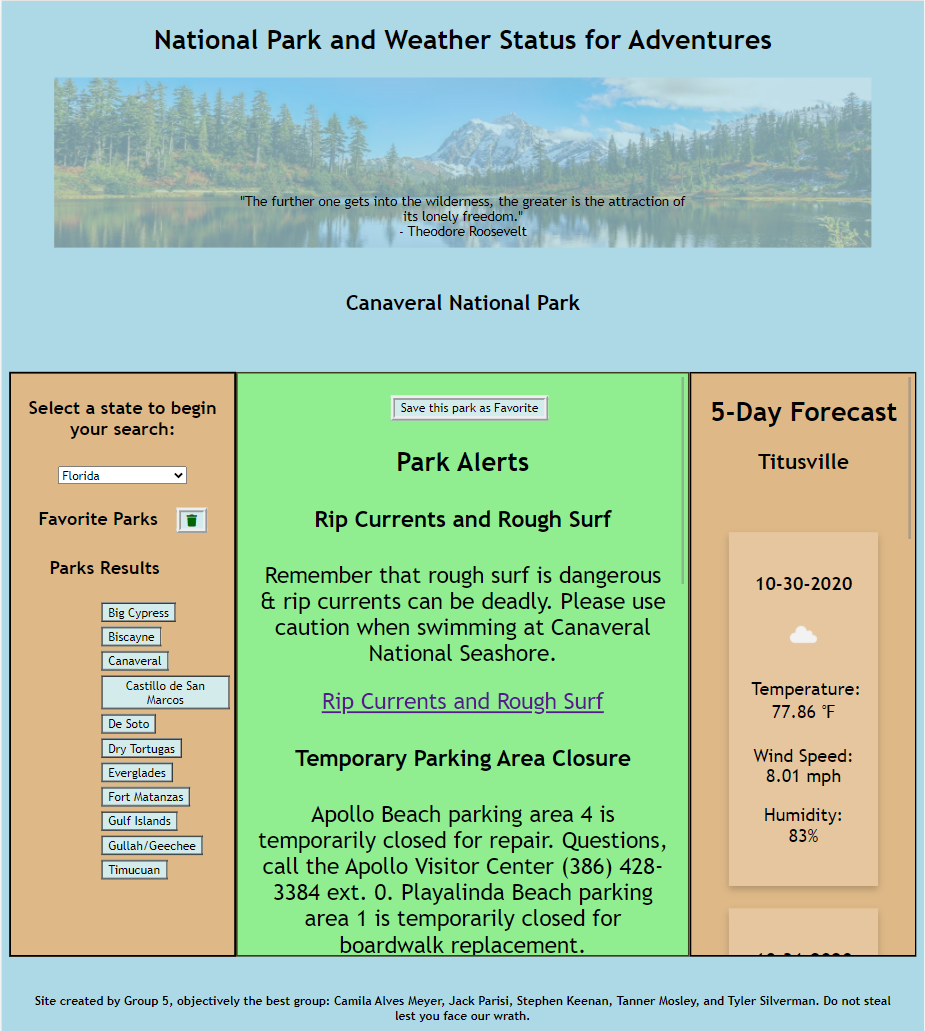 National Park and Weather Status for Adventures
"The further one gets into the wilderness, the greater is the attraction of
its lonely freedom."
- Theodore Roosevelt
Canaveral National Park
Select a state to begin
your search:
Florida
Favorite Parks
Parks Results
Big Cypress
Biscayne
Canaveral
Castillo de San
Marcos
De Soto
Dry Tortugas
Everglades
Fort Matanzas
Gulf Islands
Gullah/Geechee
Timucuan
Save this park as Favorite
Park Alerts
Rip Currents and Rough Surf
Remember that rough surf is dangerous
& rip currents can be deadly. Please use
caution when swimming at Canaveral
National Seashore.
Rip Currents and Rough Surf
Temporary Parking Area Closure
Apollo Beach parking area 4 is
temporarily closed for repair. Questions,
call the Apollo Visitor Center (386) 428-
3384 ext. 0. Playalinda Beach parking
area 1 is temporarily closed for
boardwalk replacement.
5-Day Forecast
Titusville
10-30-2020
Temperature:
77.86 °F
Wind Speed:
8.01 mph
Humidity:
83%
Site created by Group 5, objectively the best group: Camila Alves Meyer, Jack Parisi, Stephen Keenan, Tanner Mosley, and Tyler Silverman. Do not steal
lest you face our wrath.